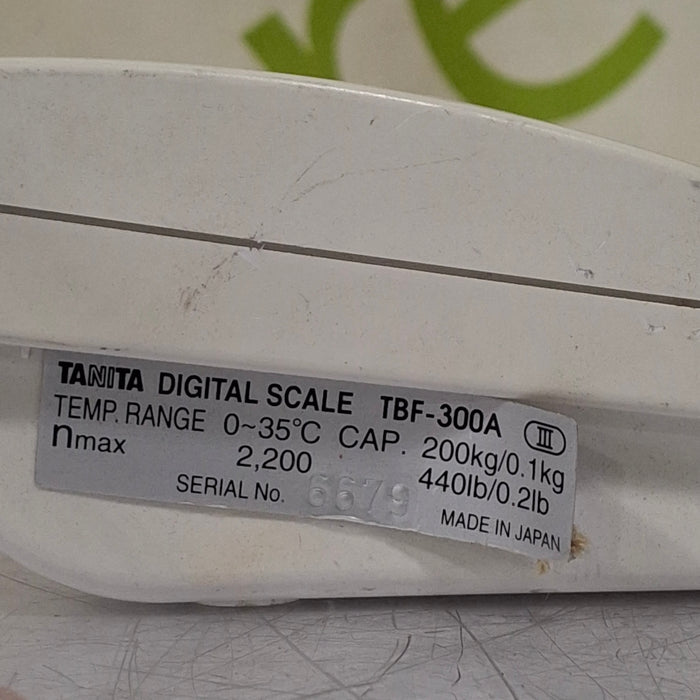 re
TANITA DIGITAL SCALE TBF-300A III
TEMP. RANGE 0~35°C CAP. 200kg/0.1kg
nmax 2,200 440lb/0.2lb
SERIAL No. 6679
MADE IN JAPAN